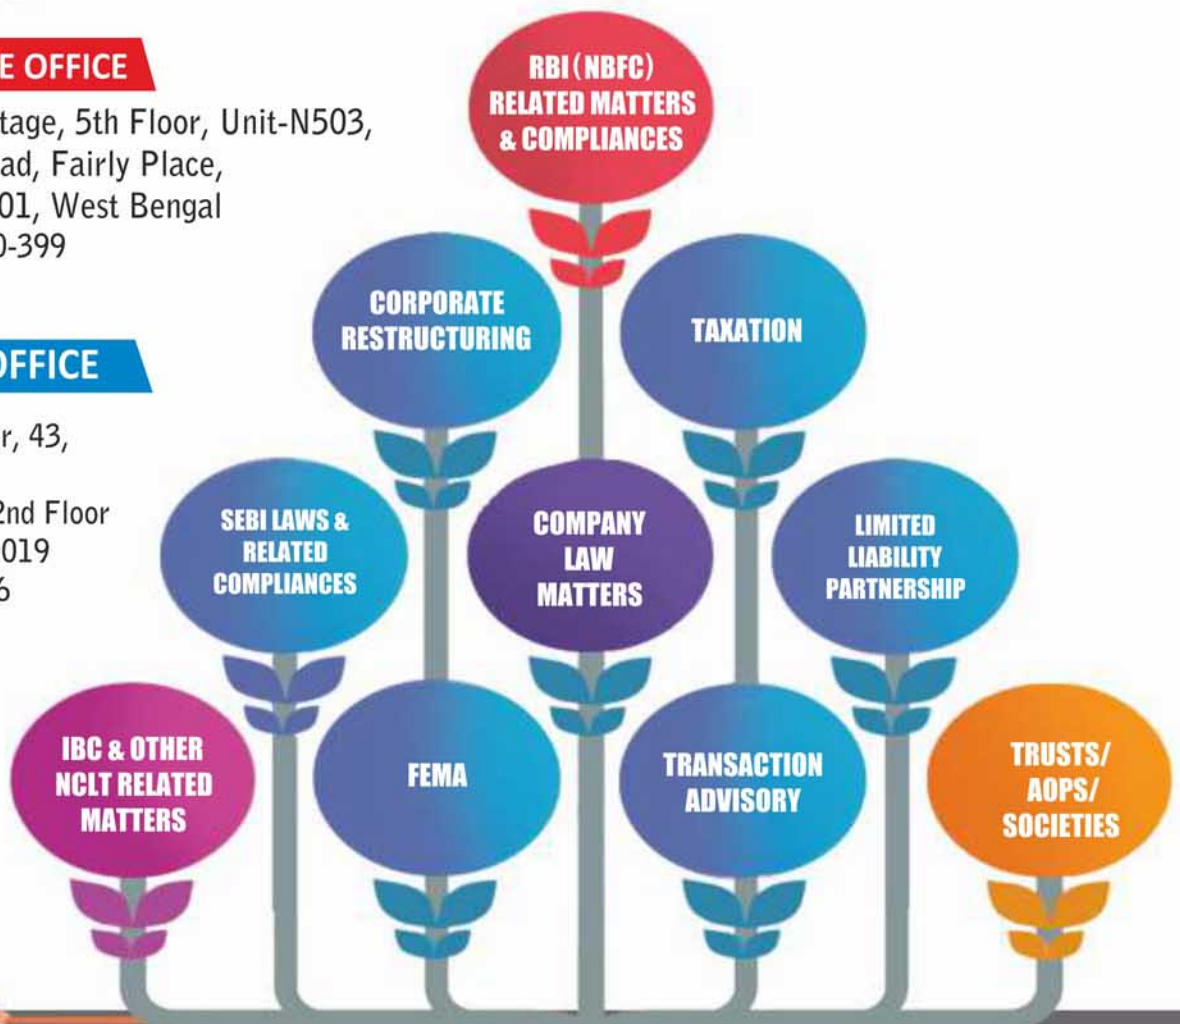 E OFFICE
tage, 5th Floor, Unit-N503,
ad, Fairly Place,
01, West Bengal
0-399
OFFICE
r, 43,
2nd Floor
019
6
RBI (NBFC)
RELATED MATTERS
& COMPLIANCES
CORPORATE
RESTRUCTURING
TAXATION
SEBI LAWS &
RELATED
COMPLIANCES
COMPANY
LAW
MATTERS
LIMITED
LIABILITY
PARTNERSHIP
IBC & OTHER
NCLT RELATED
MATTERS
FEMA
TRANSACTION
ADVISORY
TRUSTS/
AOPS/
SOCIETIES